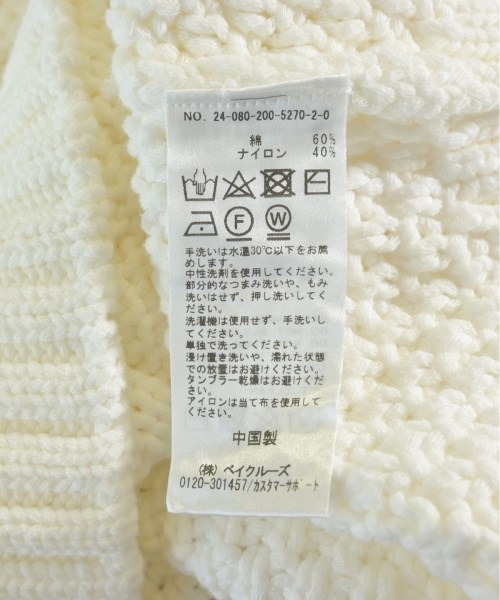 NO. 24-080-200-5270-2-0
綿 60%
ナイロン 40%
F W
手洗いは水温30℃以下をお薦
めします。
中性洗剤を使用してください。
部分的なつまみ洗いや、もみ
洗いはせず、押し洗いしてく
ださい。
洗濯機は使用せず、手洗いし
てください。
単独で洗ってください。
浸け置き洗いや、濡れた状態
での放置はお避けください。
タンブラー乾燥はお避けください。
アイロンは当て布を使用して
ください。
中国製
(株) ベイクルーズ
0120-301457/カスタマーサポート